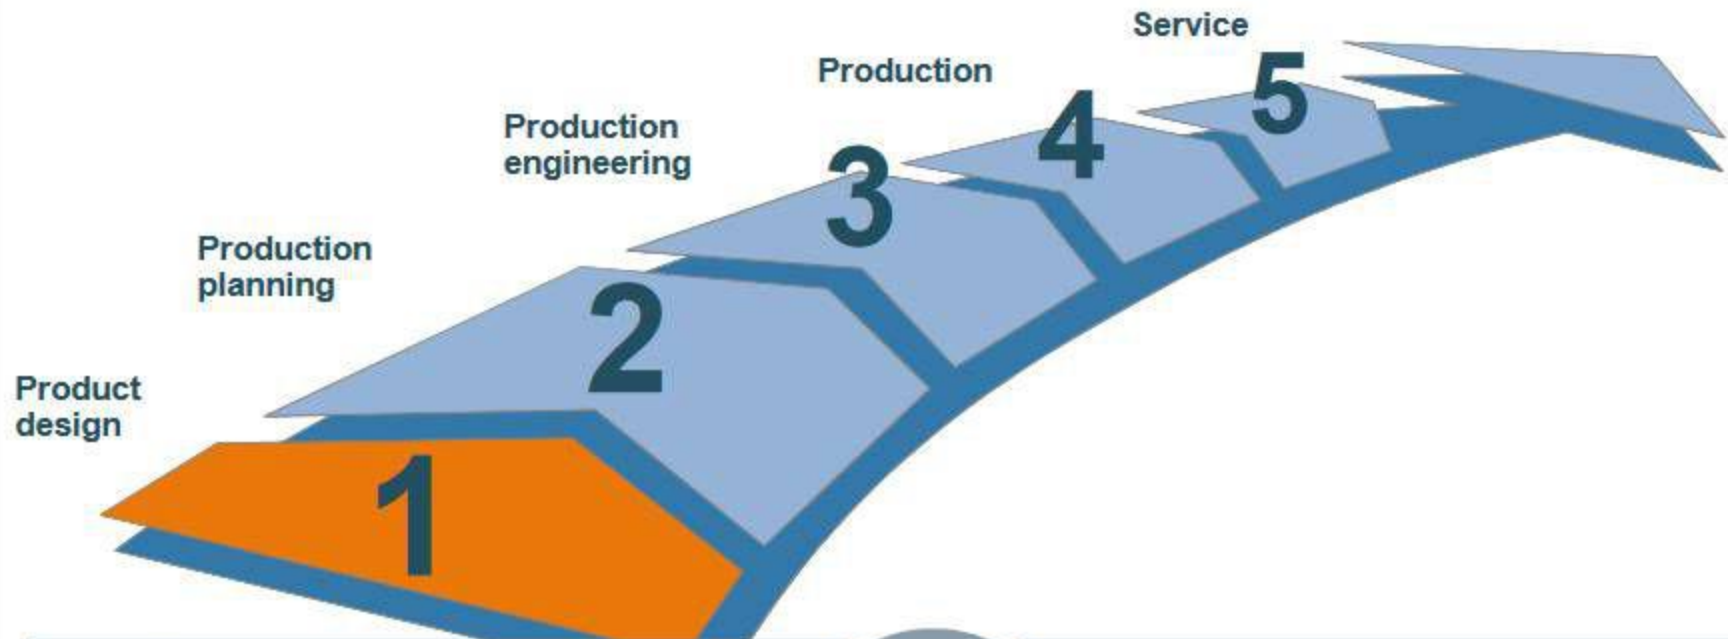 Product
design
1
Production
planning
2
Production
engineering
3
Production
4
Service
5